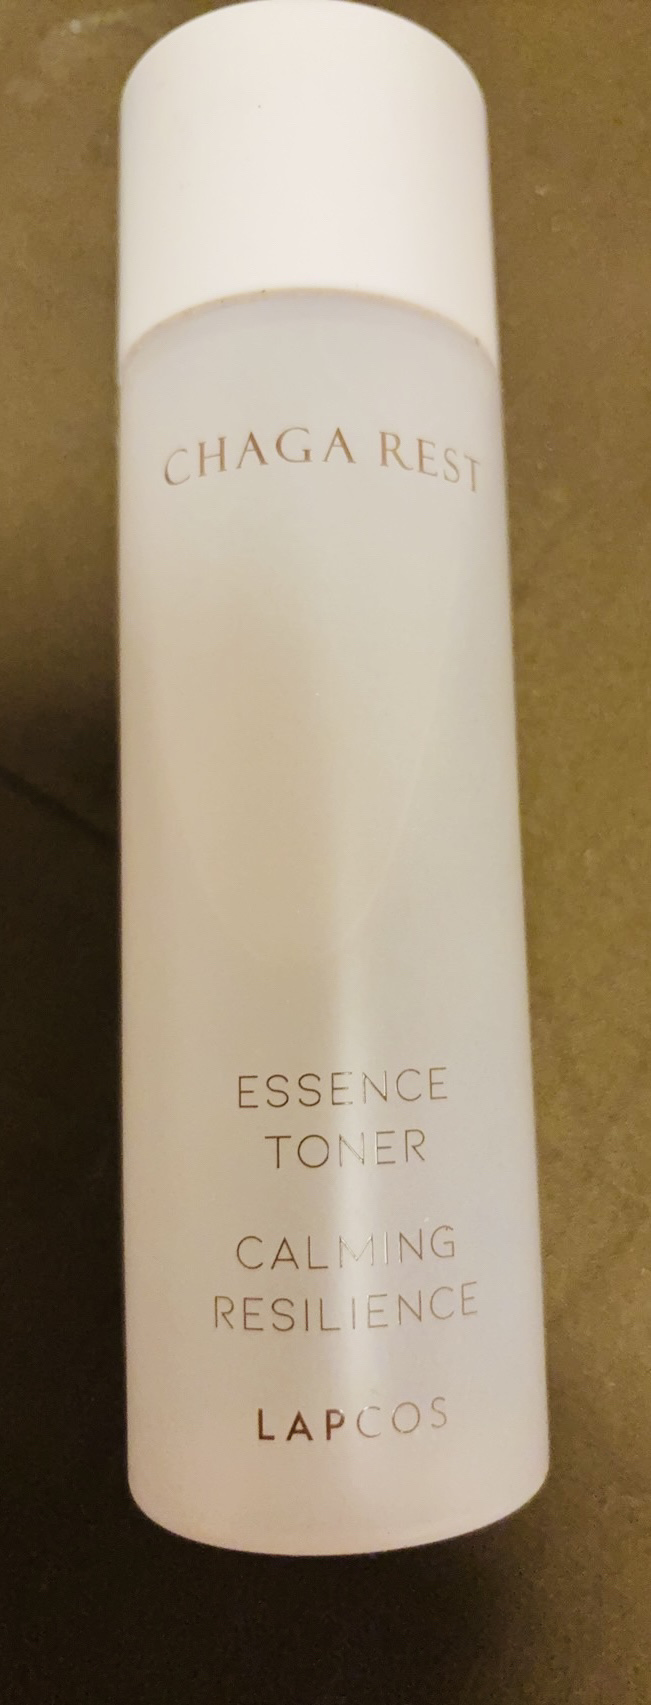 CHAGA REST
ESSENCE
TONER
CALMING
RESILIENCE
LAPCOS